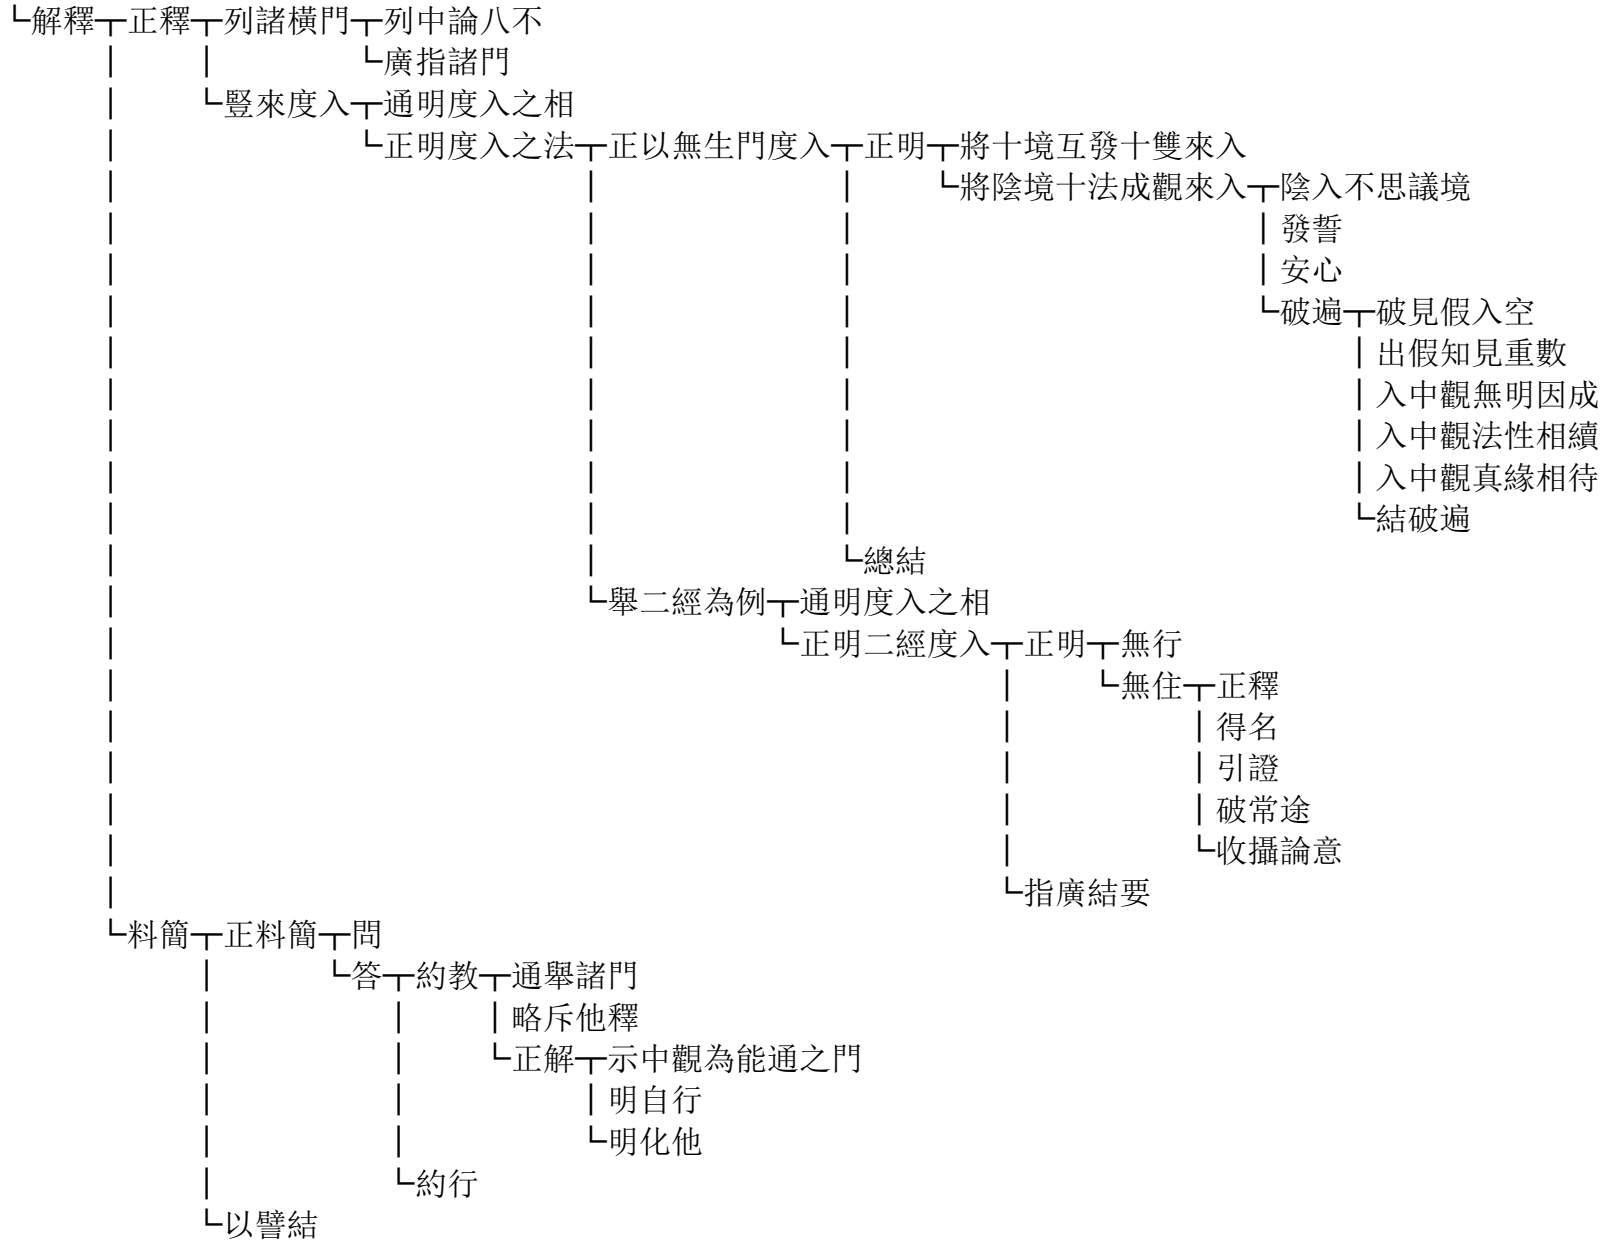 └解釋┬正釋┬列諸橫門┬列中論八不
│ │ └廣指諸門
│ └豎來度入┬通明度入之相
│ └正明度入之法┬正以無生門度入┬正明┬將十境互發十雙來入
│ │ │ └將陰境十法成觀來入┬陰入不思議境
│ │ │ │發誓
│ │ │ │安心
│ │ │ └破遍┬破見假入空
│ │ │ │出假知見重數
│ │ │ │入中觀無明因成
│ │ │ │入中觀法性相續
│ │ │ │入中觀真緣相待
│ │ │ └結破遍
│ │ └總結
│ └舉二經為例┬通明度入之相
│ └正明二經度入┬正明┬無行
│ │ └無住┬正釋
│ │ │得名
│ │ │引證
│ │ │破常途
│ │ └收攝論意
│ └指廣結要
└料簡┬正料簡┬問
│ └答┬約教┬通舉諸門
│ │ │略斥他釋
│ │ └正解┬示中觀為能通之門
│ │ │明自行
│ │ └明化他
│ └約行
└以譬結